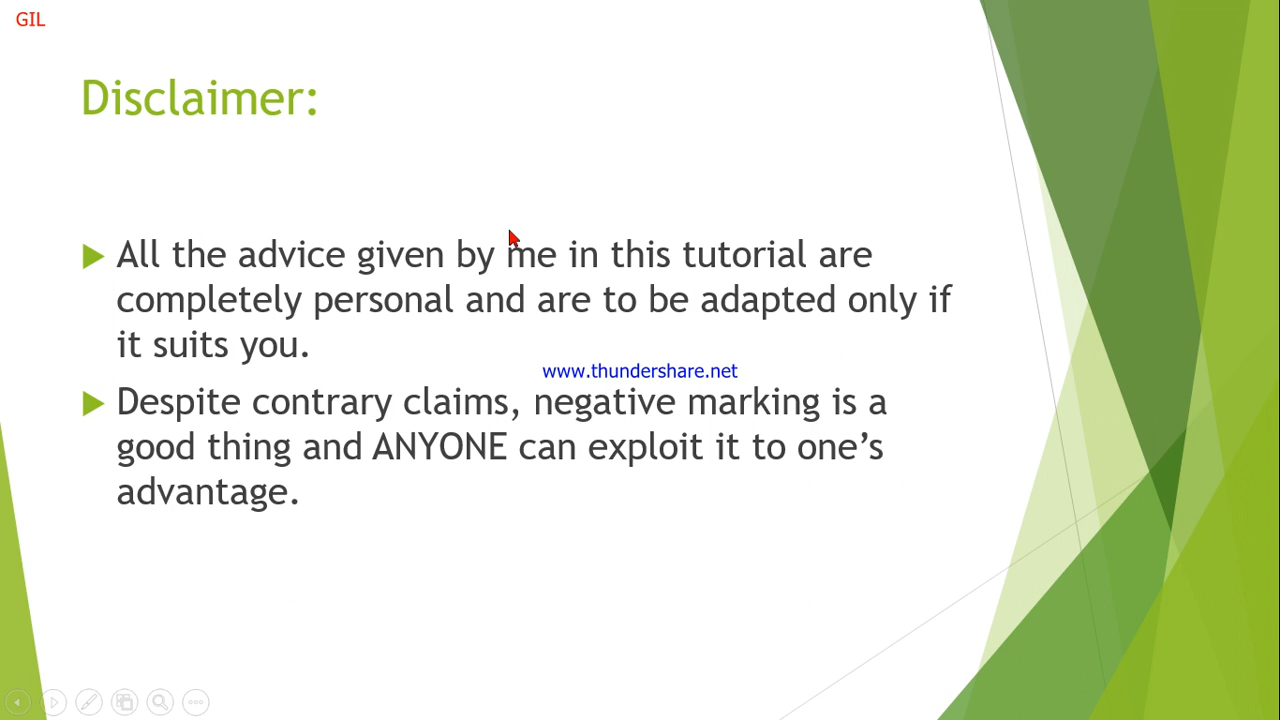 GIL
Disclaimer:
All the advice given by me in this tutorial are
completely personal and are to be adapted only if
it suits you.
www.thundershare.net
Despite contrary claims, negative marking is a
good thing and ANYONE can exploit it to one’s
advantage.